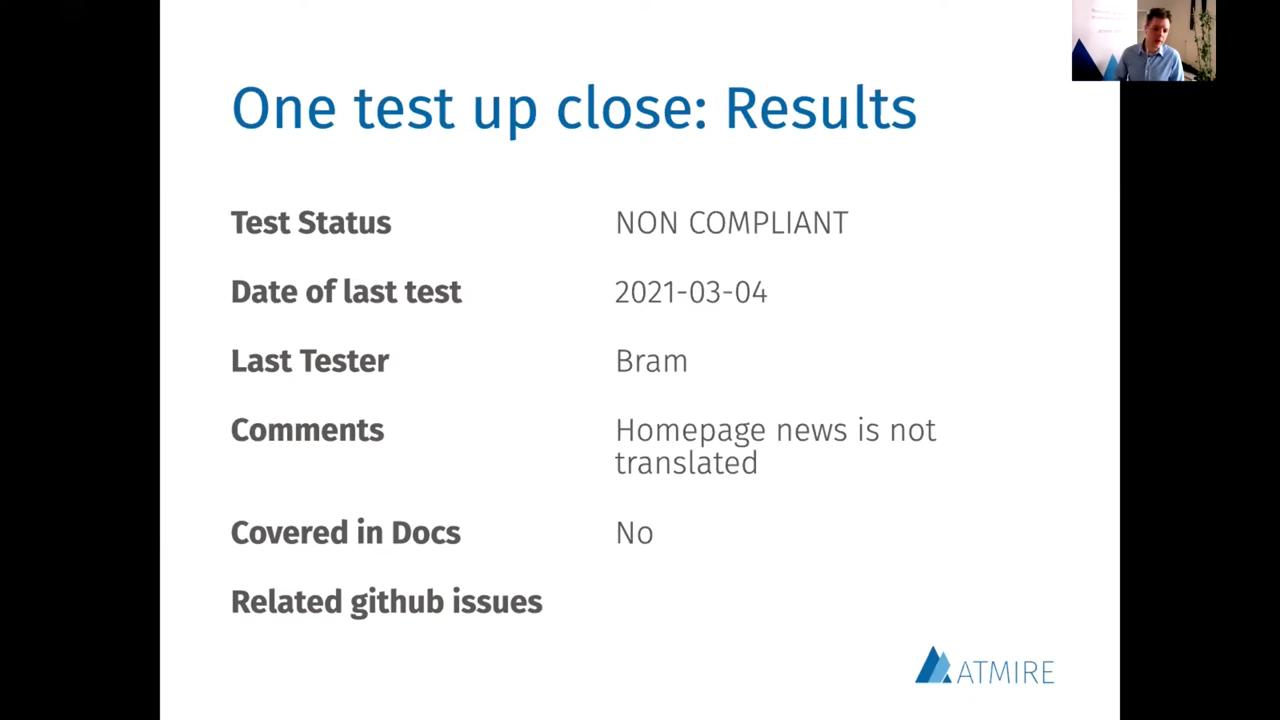 One test up close: Results
Test Status NON COMPLIANT
Date of last test 2021-03-04
Last Tester Bram
Comments Homepage news is not
translated
Covered in Docs No
Related github issues
ATMIRE